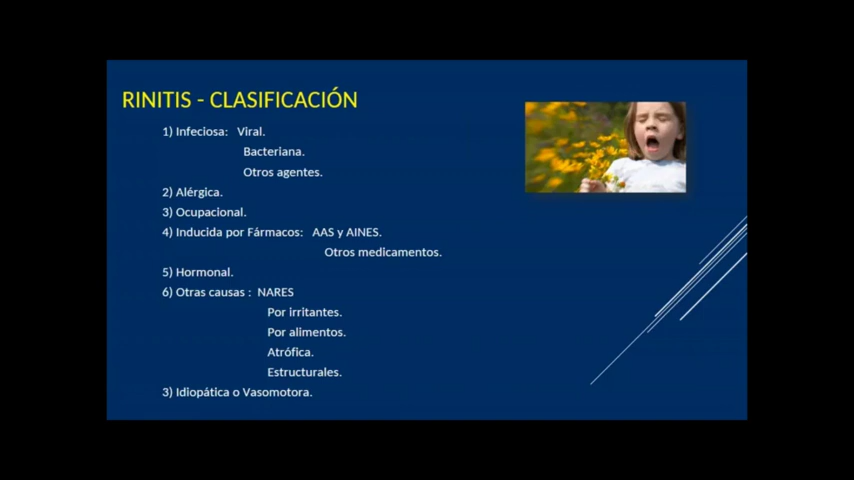 RINITIS - CLASIFICACIÓN
1) Infeciosa: Viral.
Bacteriana.
Otros agentes.
2) Alérgica.
3) Ocupacional.
4) Inducida por Fármacos: AAS y AINES.
Otros medicamentos.
5) Hormonal.
6) Otras causas : NARES
Por irritantes.
Por alimentos.
Atrófica.
Estructurales.
3) Idiopática o Vasomotora.